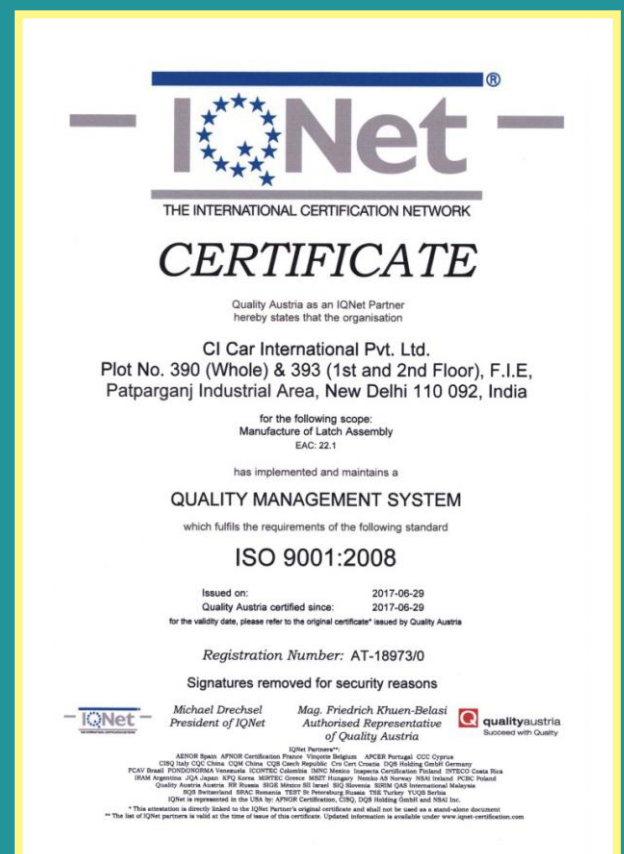 IQNet ®
THE INTERNATIONAL CERTIFICATION NETWORK
CERTIFICATE
Quality Austria as an IQNet Partner
hereby states that the organisation
CI Car International Pvt. Ltd.
Plot No. 390 (Whole) & 393 (1st and 2nd Floor), F.I.E,
Patparganj Industrial Area, New Delhi 110 092, India
for the following scope:
Manufacture of Latch Assembly
EAC: 22.1
has implemented and maintains a
QUALITY MANAGEMENT SYSTEM
which fulfils the requirements of the following standard
ISO 9001:2008
Issued on: 2017-06-29
Quality Austria certified since: 2017-06-29
for the validity date, please refer to the original certificate* issued by Quality Austria
Registration Number: AT-18973/0
Signatures removed for security reasons
IQNet
Michael Drechsel
President of IQNet
Mag. Friedrich Khuen-Belasi
Authorised Representative
of Quality Austria
qualityaustria
Succeed with Quality
IQNet Partners**:
AENOR Spain AFNOR Certification France Vinçotte Belgium APCER Portugal CCC Cyprus
CISQ Italy CQC China CQM China CQS Czech Republic Cro Cert Croatia DQS Holding GmbH Germany
FCAV Brazil FONDONORMA Venezuela ICONTEC Colombia IMNC Mexico Inspecta Certification Finland INTECO Costa Rica
IRAM Argentina JQA Japan KFQ Korea MIRTEC Greece MSZT Hungary Nemko AS Norway NSAI Ireland PCBC Poland
Quality Austria Austria RR Russia SIGE México SII Israel SIQ Slovenia SIRIM QAS International Malaysia
SQS Switzerland SRAC Romania TEST St Petersburg Russia TSE Turkey YUQS Serbia
IQNet is represented in the USA by: AFNOR Certification, CISQ, DQS Holding GmbH and NSAI Inc.
* This attestation is directly linked to the IQNet Partner's original certificate and shall not be used as a stand-alone document
** The list of IQNet partners is valid at the time of issue of this certificate. Updated information is available under www.iqnet-certification.com